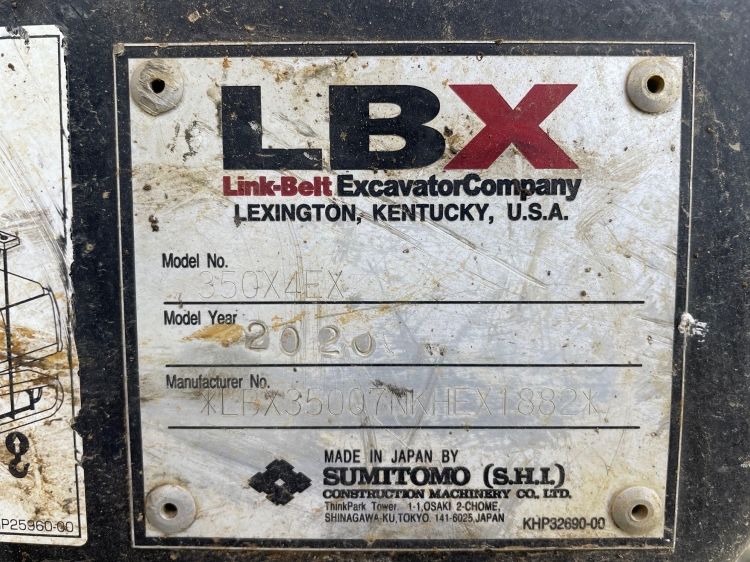 LBX
Link-Belt ExcavatorCompany
LEXINGTON, KENTUCKY, U.S.A.
Model No.
350X4EX
Model Year
2020
Manufacturer No.
*LBX350Q7NKHEX1882*
MADE IN JAPAN BY
SUMITOMO (S.H.I.)
CONSTRUCTION MACHINERY CO., LTD.
ThinkPark Tower. 1-1,OSAKI 2-CHOME,
SHINAGAWA-KU,TOKYO. 141-6025,JAPAN
KHP32690-00
P25960-00